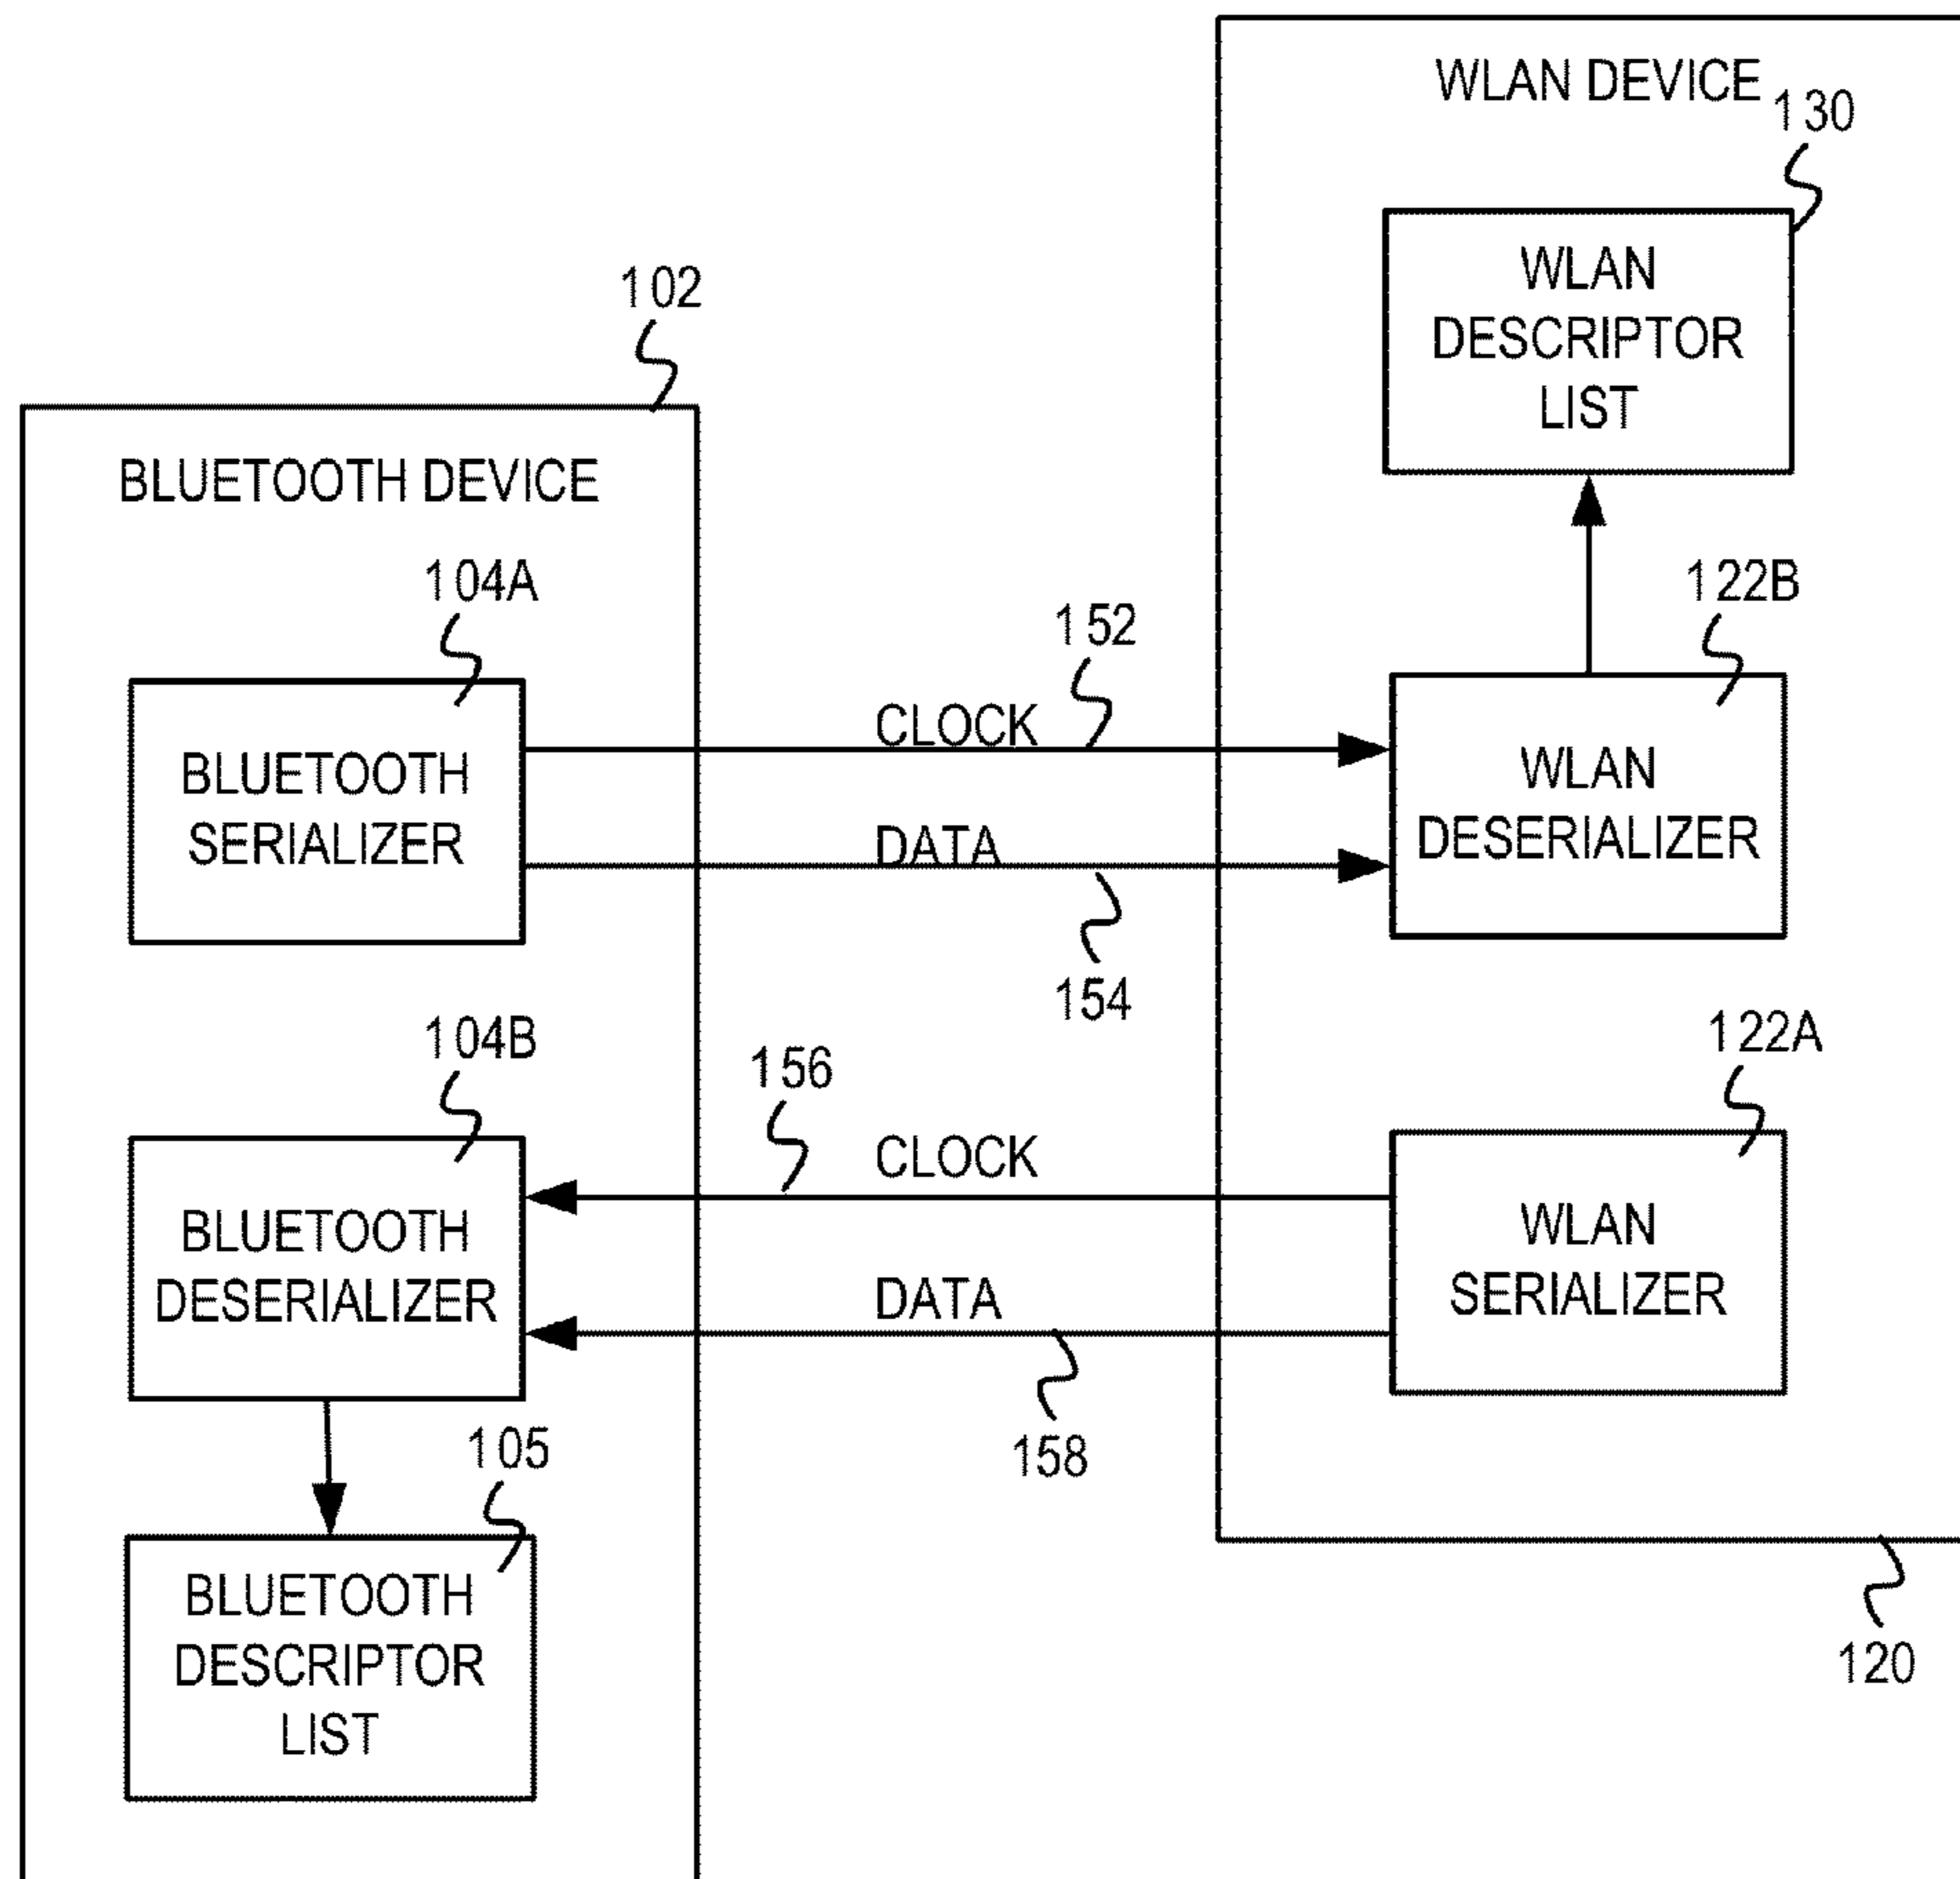 WLAN DEVICE
130
WLAN
DESCRIPTOR
LIST
102
BLUETOOTH DEVICE
104A
122B
152
CLOCK
BLUETOOTH
SERIALIZER
WLAN
DESERIALIZER
DATA
154
104B
122A
156
CLOCK
BLUETOOTH
DESERIALIZER
WLAN
SERIALIZER
DATA
158
105
BLUETOOTH
DESCRIPTOR
LIST
120